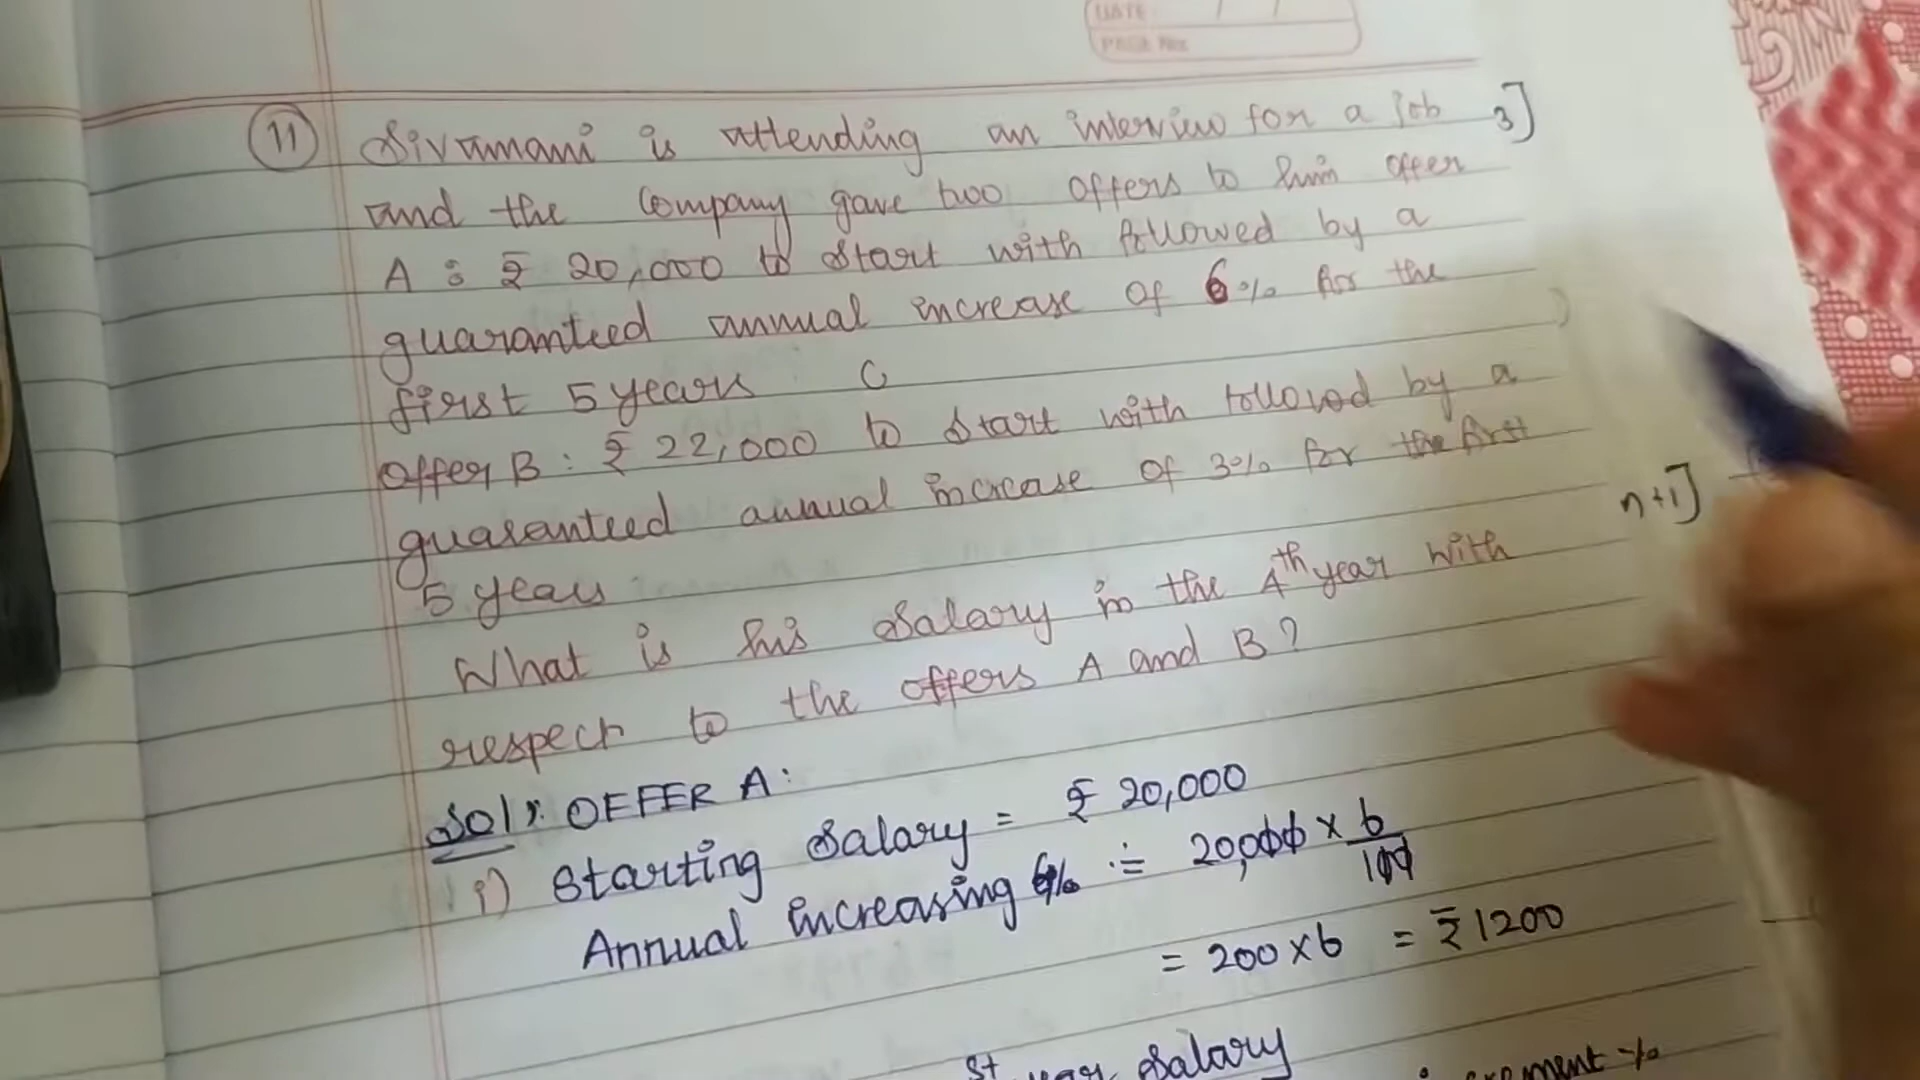 DATE / /
PAGE No:
11 Sivamani is attending an interview for a job
3]
and the company gave two offers to him offer
A : ₹ 20,000 to start with followed by a
guaranteed annual increase of 6% for the
first 5 years
offer B : ₹ 22,000 to start with followed by a
guaranteed annual increase of 3% for the first
n+1]
5 years
What is his salary in the 4th year with
respect to the offers A and B?
Sol: OFFER A:
i) Starting Salary = ₹ 20,000
Annual increasing 6% = 20,000 × 6/100
= 200 × 6 = ₹ 1200
Salary